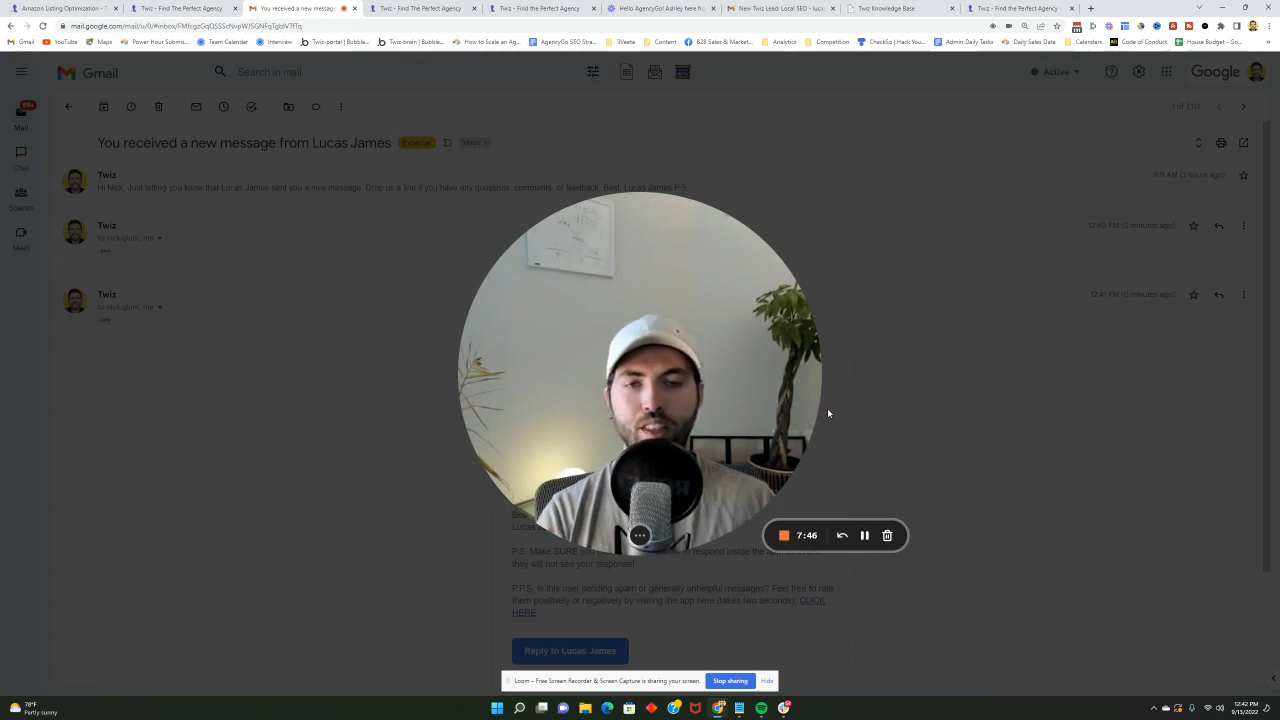 Amazon Listing Optimization - T
Twiz - Find The Perfect Agency
You received a new message
Twiz - Find The Perfect Agency
Twiz - Find the Perfect Agency
Hello AgencyGo! Ashley here fr
New Twiz Lead: Local SEO - luca
Twiz Knowledge Base
Twiz - Find the Perfect Agency
mail.google.com/mail/u/0/#inbox/
Gmail
YouTube
Maps
Power Hour Submis...
Team Calendar
Interview
Twiz-portal | Bubble...
Twiz-brain | Bubble...
How to Scale an Ag...
AgencyGo SEO Strat...
3Veeta
Content
B2B Sales & Market...
Analytics
Competition
CheckSo | Hack You...
Admin Daily Tasks
Daily Sales Data
Calendars
Code of Conduct
House Budget - Go...
Gmail
Search in mail
Active
Google
99+
Mail
Chat
Spaces
Meet
1 of 7,112
You received a new message from Lucas James
External
Inbox x
Twiz
9:11 AM (3 hours ago)
Hi Nick, Just letting you know that Lucas James sent you a new message. Drop us a line if you have any questions, comments, or feedback. Best, Lucas James P.S.
Twiz
12:40 PM (0 minutes ago)
to nick.glunt, me
Twiz
12:41 PM (0 minutes ago)
to nick.glunt, me
7:46
they will not see your response!
P.P.S. Is this user sending spam or generally unhelpful messages? Feel free to rate
them positively or negatively by visiting the app here (takes two seconds): CLICK
HERE
Reply to Lucas James
Loom – Free Screen Recorder & Screen Capture is sharing your screen.
Stop sharing
Hide
78°F
Partly sunny
12:42 PM
9/13/2022